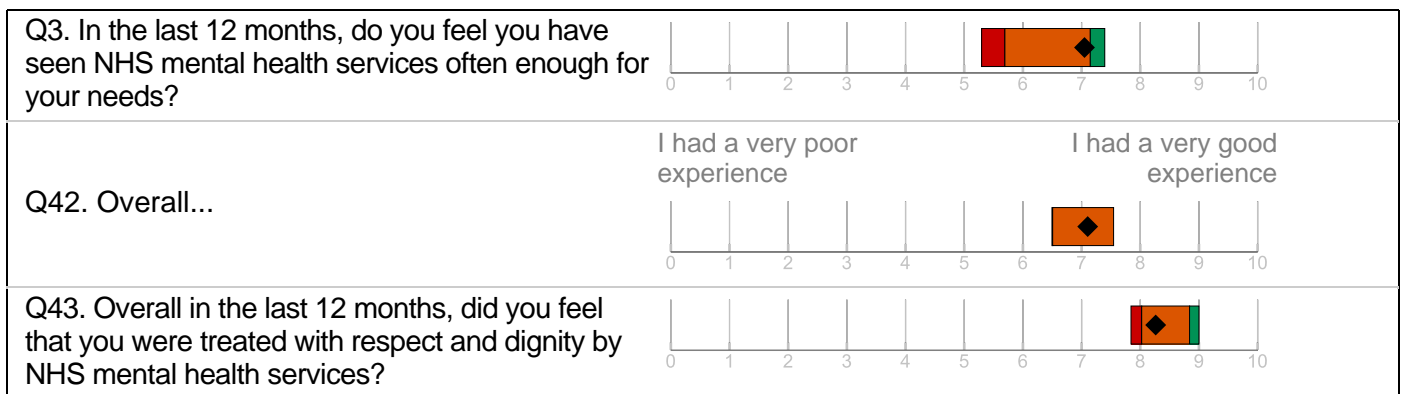 Q3. In the last 12 months, do you feel you have
seen NHS mental health services often enough for
your needs?
0 1 2 3 4 5 6 7 8 9 10
I had a very poor
experience
I had a very good
experience
Q42. Overall...
0 1 2 3 4 5 6 7 8 9 10
Q43. Overall in the last 12 months, did you feel
that you were treated with respect and dignity by
NHS mental health services?
0 1 2 3 4 5 6 7 8 9 10